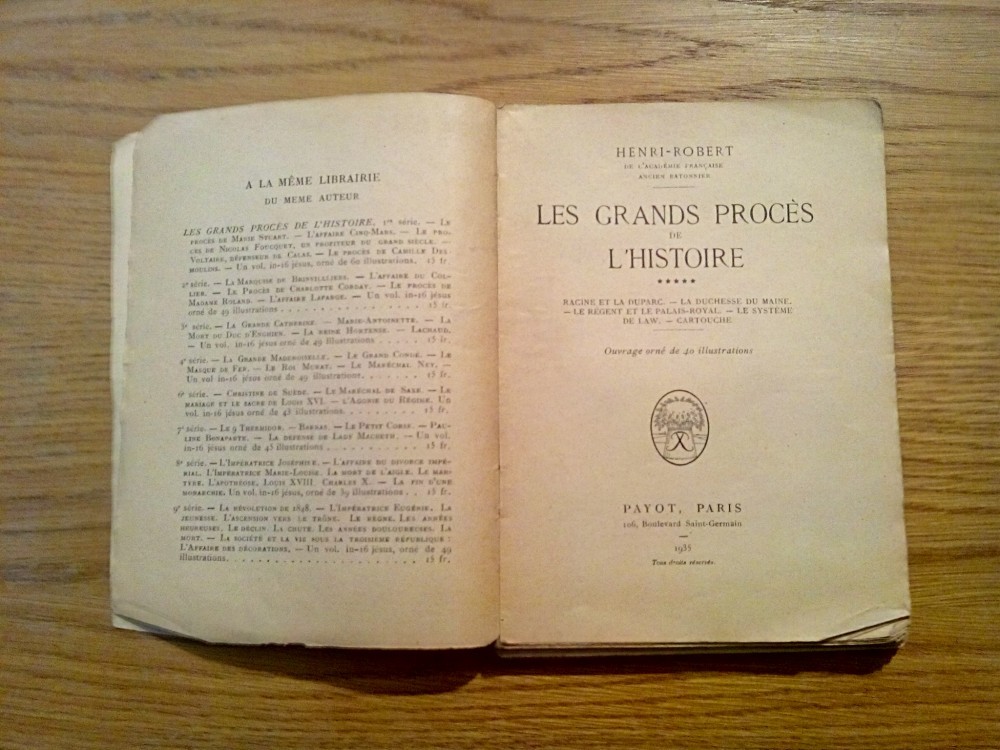 A LA MÊME LIBRAIRIE
DU MEME AUTEUR
LES GRANDS PROCÈS DE L'HISTOIRE. 1re série. — LE
PROCÈS DE MARIE STUART. — L'AFFAIRE CINQ-MARS. — LE PRO-
CÈS DE NICOLAS FOUCQUET, UN PROFITEUR DU GRAND SIÈCLE. —
VOLTAIRE, DÉFENSEUR DE CALAS. — LE PROCÈS DE CAMILLE DES-
MOULINS. — Un vol. in-16 jésus, orné de 60 illustrations. 15 fr.
2e série. — LA MARQUISE DE BRINVILLIERS. — L'AFFAIRE DU COL-
LIER. — LE PROCÈS DE CHARLOTTE CORDAY. — LE PROCÈS DE
MADAME ROLAND. — L'AFFAIRE LAFARGE. — Un vol. in-16 jésus
orné de 49 illustrations . . . . . . . . . . . . . . 15 fr.
3e série. — LA GRANDE CATHERINE. — MARIE-ANTOINETTE. — LA
MORT DU DUC D'ENGHIEN. — LA REINE HORTENSE. — LACHAUD.
— Un vol. in-16 jésus orné de 49 illustrations . . . . . 15 fr.
4e série. — LA GRANDE MADEMOISELLE. — LE GRAND CONDÉ. — LE
MASQUE DE FER. — LE ROI MURAT. — LE MARÉCHAL NEY. —
Un vol in-16 jésus orné de 49 illustrations. . . . . . . 15 fr.
6e série. — CHRISTINE DE SUÈDE. — LE MARÉCHAL DE SAXE. — LE
MARIAGE ET LE SACRE DE LOUIS XVI. — L'AGONIE DU RÉGIME. Un
vol. in-16 jésus orné de 48 illustrations. . . . . . . . . 15 fr.
7e série. — LE 9 THERMIDOR. — BARRAS. — LE PETIT CORSE. — PAU-
LINE BONAPARTE. — LA DÉFENSE DE LADY MACBETH. — Un vol.
in-16 jésus orné de 45 illustrations . . . . . . . . . . 15 fr.
8e série. — L'IMPÉRATRICE JOSÉPHINE. — L'AFFAIRE DU DIVORCE IMPÉ-
RIAL. L'IMPÉRATRICE MARIE-LOUISE. LA MORT DE L'AIGLE. LE MAR-
TYRE. L'APOTHÉOSE. LOUIS XVIII. CHARLES X. — LA FIN D'UNE
MONARCHIE. Un vol. in-16 jésus, orné de 39 illustrations . . 15 fr.
9e série. — LA RÉVOLUTION DE 1848. — L'IMPÉRATRICE EUGÉNIE. LA
JEUNESSE. L'ASCENSION VERS LE TRÔNE. LE RÈGNE. LES ANNÉES
HEUREUSES. LE DÉCLIN. LA CHUTE. LES ANNÉES DOULOUREUSES. LA
MORT. — LA SOCIÉTÉ ET LA VIE SOUS LA TROISIÈME RÉPUBLIQUE :
L'AFFAIRE DES DÉCORATIONS. — Un vol. in-16 jésus, orné de 49
illustrations. . . . . . . . . . . . . . . . . . . . . 15 fr.
HENRI-ROBERT
DE L'ACADÉMIE FRANÇAISE
ANCIEN BATONNIER
LES GRANDS PROCÈS
DE
L'HISTOIRE
★★★★★
RACINE ET LA DUPARC. — LA DUCHESSE DU MAINE.
— LE RÉGENT ET LE PALAIS-ROYAL. — LE SYSTÈME
DE LAW. — CARTOUCHE
Ouvrage orné de 40 illustrations
PAYOT, PARIS
106, Boulevard Saint-Germain
1935
Tous droits réservés.